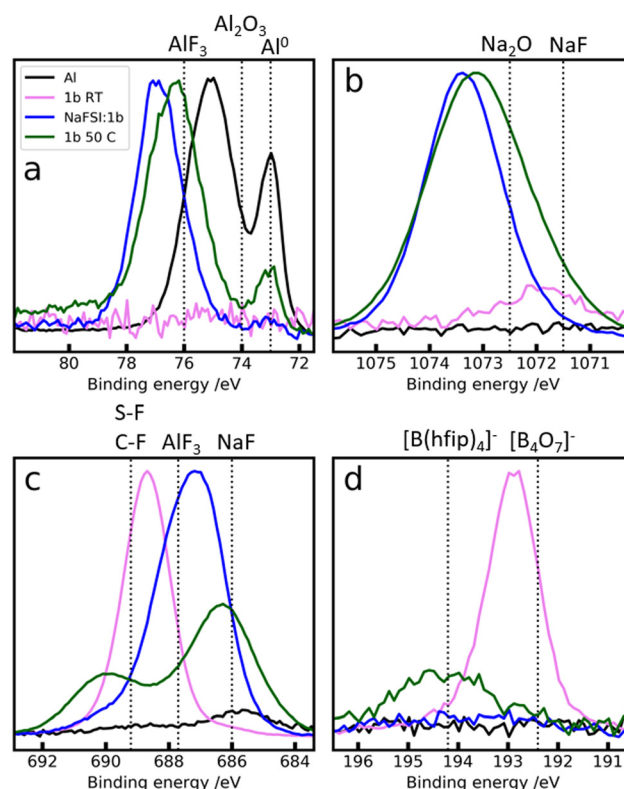 Al₂O₃
AlF₃ Al⁰
Na₂O NaF
Al
1b RT
NaFSI:1b
1b 50 C
a
b
80 78 76 74 72
Binding energy /eV
1075 1074 1073 1072 1071
Binding energy /eV
S-F
C-F AlF₃ NaF
[B(hfip)₄]⁻ [B₄O₇]⁻
c
d
692 690 688 686 684
Binding energy /eV
196 195 194 193 192 191
Binding energy /eV